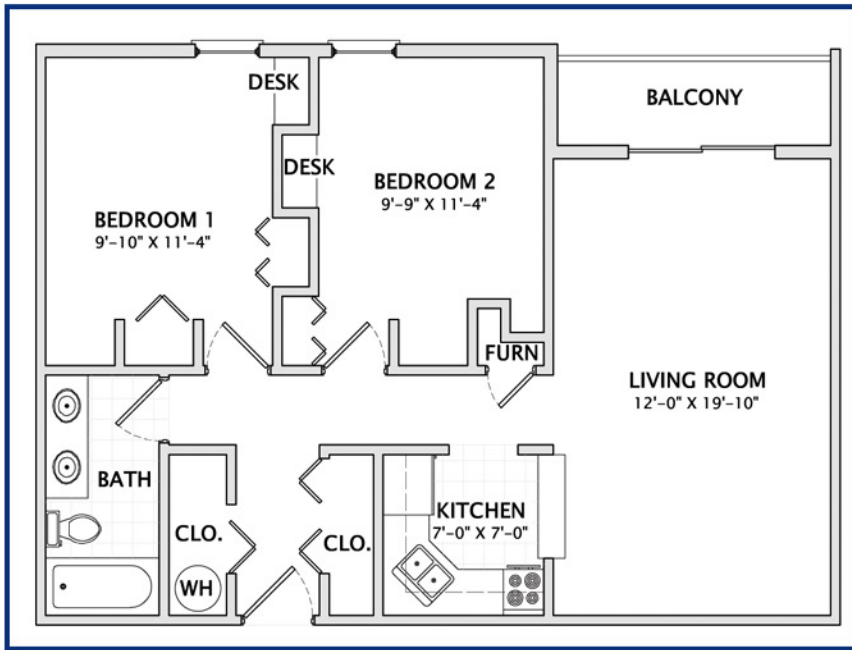 DESK
BALCONY
DESK
BEDROOM 2
9'-9" X 11'-4"
BEDROOM 1
9'-10" X 11'-4"
FURN
LIVING ROOM
12'-0" X 19'-10"
BATH
KITCHEN
7'-0" X 7'-0"
CLO.
CLO.
WH